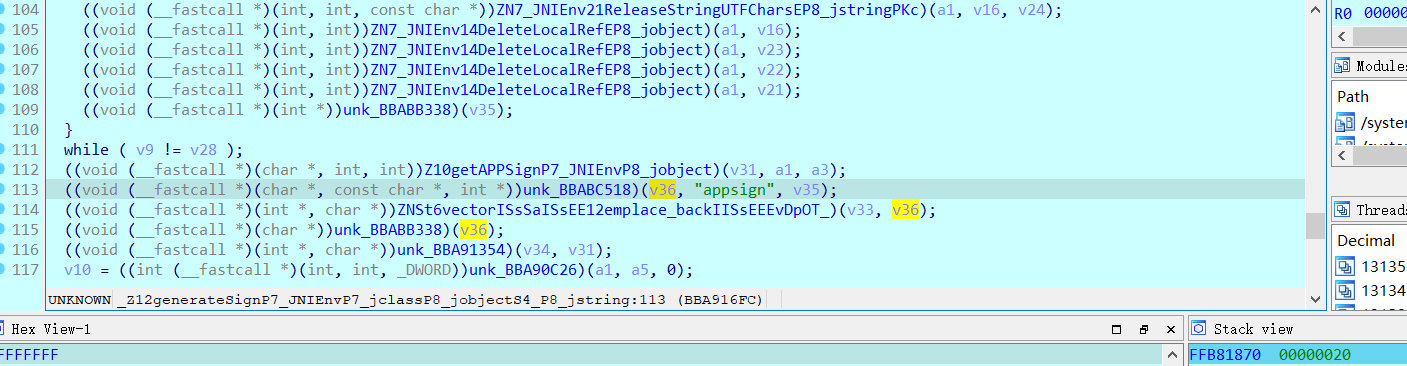 104 ((void (__fastcall *)(int, int, const char *))ZN7_JNIEnv21ReleaseStringUTFCharsEP8_jstringPKc)(a1, v16, v24);
105 ((void (__fastcall *)(int, int))ZN7_JNIEnv14DeleteLocalRefEP8_jobject)(a1, v16);
106 ((void (__fastcall *)(int, int))ZN7_JNIEnv14DeleteLocalRefEP8_jobject)(a1, v23);
107 ((void (__fastcall *)(int, int))ZN7_JNIEnv14DeleteLocalRefEP8_jobject)(a1, v22);
108 ((void (__fastcall *)(int, int))ZN7_JNIEnv14DeleteLocalRefEP8_jobject)(a1, v21);
109 ((void (__fastcall *)(int *))unk_BBABB338)(v35);
110 }
111 while ( v9 != v28 );
112 ((void (__fastcall *)(char *, int, int))Z10getAPPSignP7_JNIEnvP8_jobject)(v31, a1, a3);
113 ((void (__fastcall *)(char *, const char *, int *))unk_BBABC518)(v36, "appsign", v35);
114 ((void (__fastcall *)(int *, char *))ZNSt6vectorISsSaISsEE12emplace_backIISsEEEvDpOT_)(v33, v36);
115 ((void (__fastcall *)(char *))unk_BBABB338)(v36);
116 ((void (__fastcall *)(int *, char *))unk_BBA91354)(v34, v31);
117 v10 = ((int (__fastcall *)(int, int, _DWORD))unk_BBA90C26)(a1, a5, 0);
UNKNOWN _Z12generateSignP7_JNIEnvP7_jclassP8_jobjectS4_P8_jstring:113 (BBA916FC)
Hex View-1
FFFFFFF
R0 00000
Modules
Path
/system
Threads
Decimal
13135
13134
Stack view
FFB81870 00000020